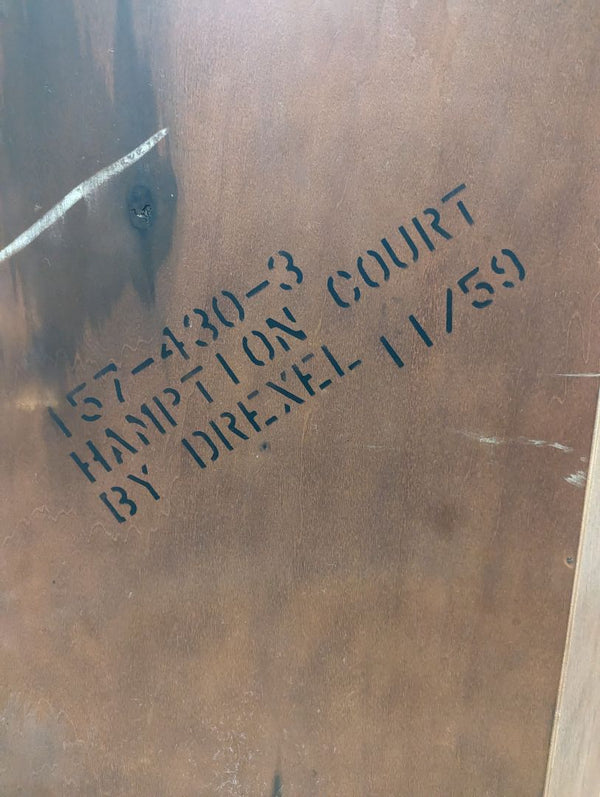 157-430-3
HAMPTION COURT
BY DREXEL 11/59